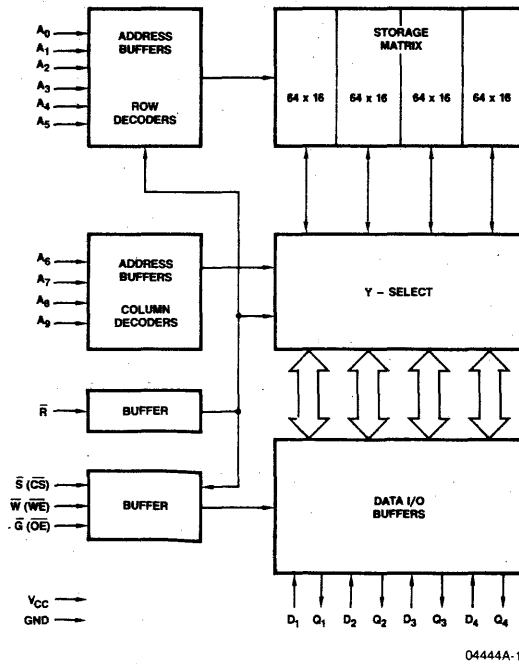 A0
A1
A2
A3
A4
A5
ADDRESS
BUFFERS
ROW
DECODERS
STORAGE
MATRIX
64 x 16
64 x 16
64 x 16
64 x 16
A6
A7
A8
A9
ADDRESS
BUFFERS
COLUMN
DECODERS
Y – SELECT
R̅
BUFFER
S̅ (C̅S̅)
W̅ (W̅E̅)
G̅ (O̅E̅)
BUFFER
DATA I/O
BUFFERS
VCC
GND
D1 Q1 D2 Q2 D3 Q3 D4 Q4
04444A-1